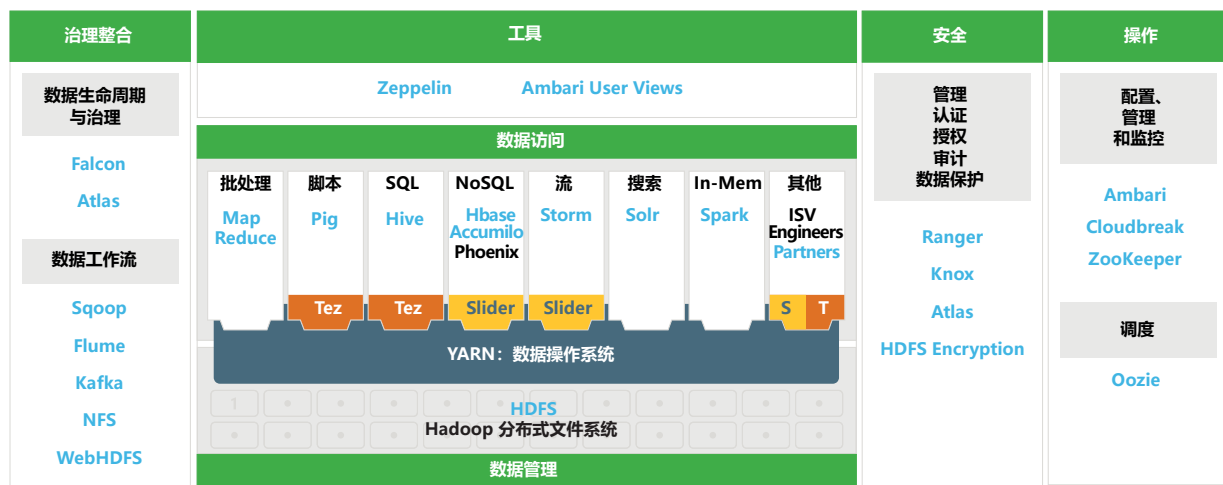 治理整合
数据生命周期
与治理
Falcon
Atlas
数据工作流
Sqoop
Flume
Kafka
NFS
WebHDFS
工具
Zeppelin
Ambari User Views
数据访问
批处理
Map
Reduce
脚本
Pig
Tez
SQL
Hive
Tez
NoSQL
Hbase
Accumilo
Phoenix
Slider
流
Storm
Slider
搜索
Solr
In-Mem
Spark
其他
ISV
Engineers
Partners
S
T
YARN：数据操作系统
1
HDFS
Hadoop 分布式文件系统
数据管理
安全
管理
认证
授权
审计
数据保护
Ranger
Knox
Atlas
HDFS Encryption
操作
配置、
管理
和监控
Ambari
Cloudbreak
ZooKeeper
调度
Oozie